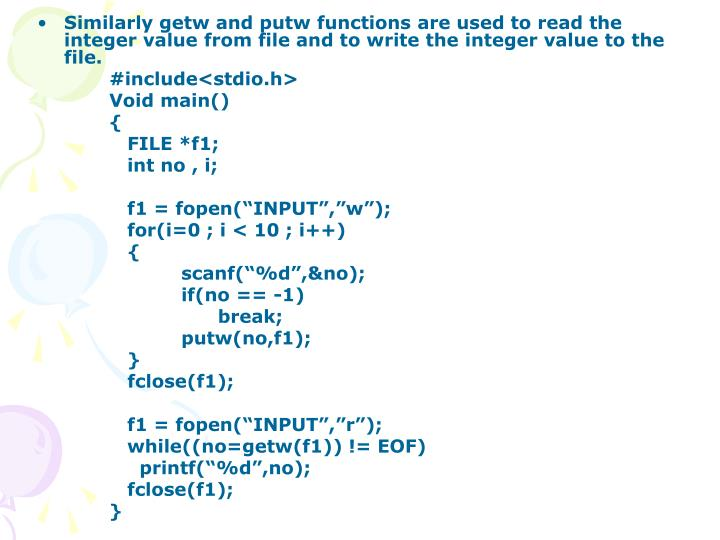 • Similarly getw and putw functions are used to read the
integer value from file and to write the integer value to the
file.
#include<stdio.h>
Void main()
{
FILE *f1;
int no , i;
f1 = fopen(“INPUT”,”w”);
for(i=0 ; i < 10 ; i++)
{
scanf(“%d”,&no);
if(no == -1)
break;
putw(no,f1);
}
fclose(f1);
f1 = fopen(“INPUT”,”r”);
while((no=getw(f1)) != EOF)
printf(“%d”,no);
fclose(f1);
}